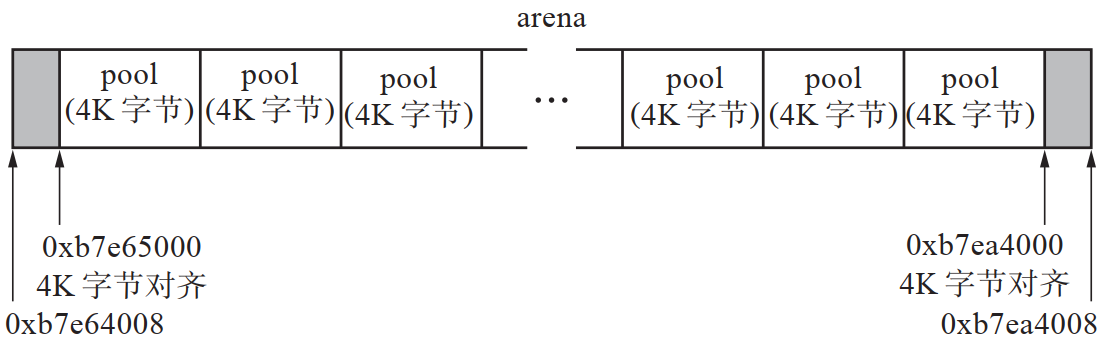 arena
pool pool pool ... pool pool pool
(4K 字节) (4K 字节) (4K 字节) (4K 字节) (4K 字节) (4K 字节)
0xb7e65000 0xb7ea4000
4K 字节对齐 4K 字节对齐
0xb7e64008 0xb7ea4008